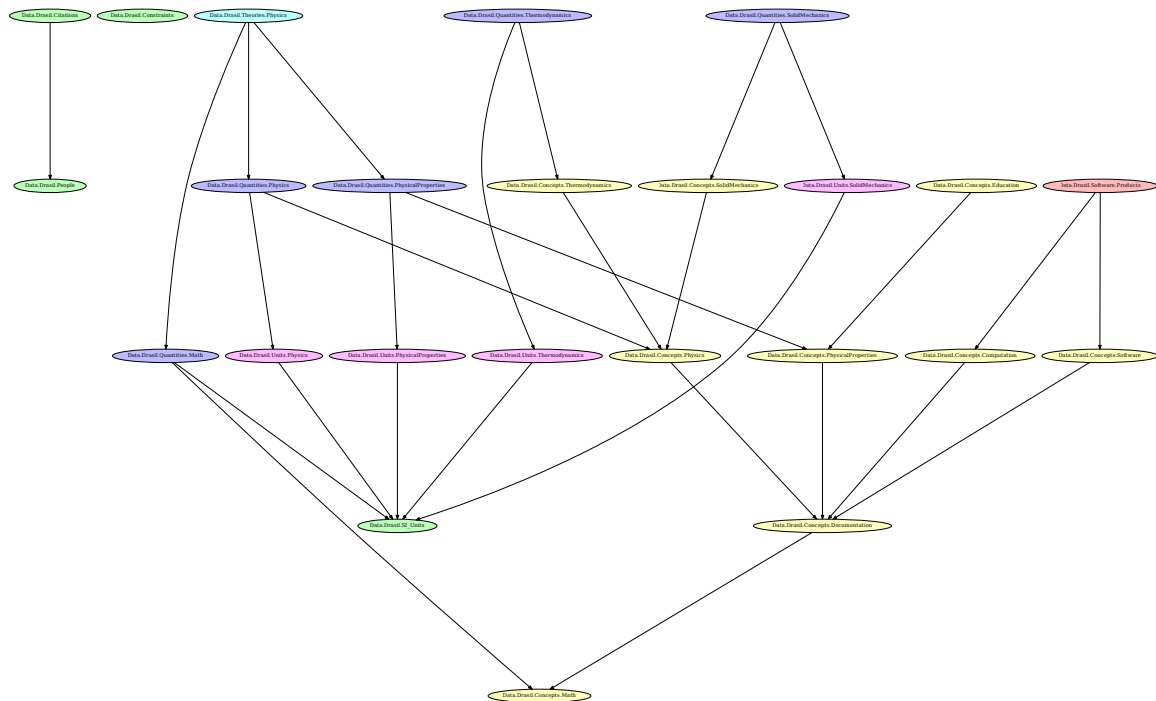 Data.Drasil.Citations
Data.Drasil.Constraints
Data.Drasil.Theories.Physics
Data.Drasil.Quantities.Thermodynamics
Data.Drasil.Quantities.SolidMechanics
Data.Drasil.People
Data.Drasil.Quantities.Physics
Data.Drasil.Quantities.PhysicalProperties
Data.Drasil.Concepts.Thermodynamics
Data.Drasil.Concepts.SolidMechanics
Data.Drasil.Units.SolidMechanics
Data.Drasil.Concepts.Education
Data.Drasil.Software.Products
Data.Drasil.Quantities.Math
Data.Drasil.Units.Physics
Data.Drasil.Units.PhysicalProperties
Data.Drasil.Units.Thermodynamics
Data.Drasil.Concepts.Physics
Data.Drasil.Concepts.PhysicalProperties
Data.Drasil.Concepts.Computation
Data.Drasil.Concepts.Software
Data.Drasil.SI_Units
Data.Drasil.Concepts.Documentation
Data.Drasil.Concepts.Math